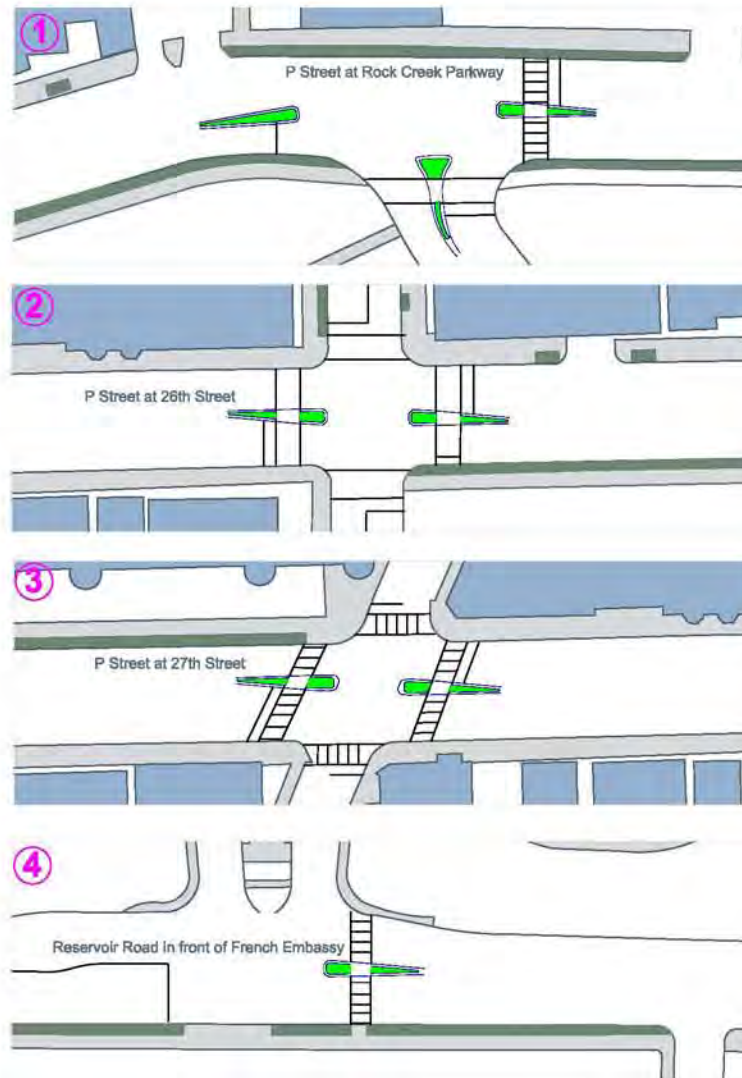 1
P Street at Rock Creek Parkway
2
P Street at 26th Street
3
P Street at 27th Street
4
Reservoir Road in front of French Embassy